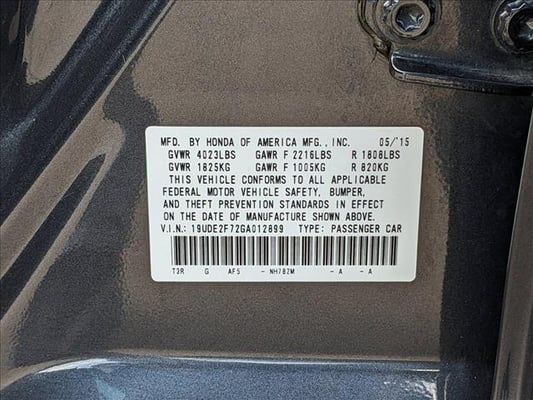 MFD. BY HONDA OF AMERICA MFG., INC. 05/'15
GVWR 4023LBS GAWR F 2216LBS R 1808LBS
GVWR 1825KG GAWR F 1005KG R 820KG
THIS VEHICLE CONFORMS TO ALL APPLICABLE
FEDERAL MOTOR VEHICLE SAFETY, BUMPER,
AND THEFT PREVENTION STANDARDS IN EFFECT
ON THE DATE OF MANUFACTURE SHOWN ABOVE.
V.I.N.: 19UDE2F72GA012899 TYPE: PASSENGER CAR
T3R G AF5 - NH782M - A - A